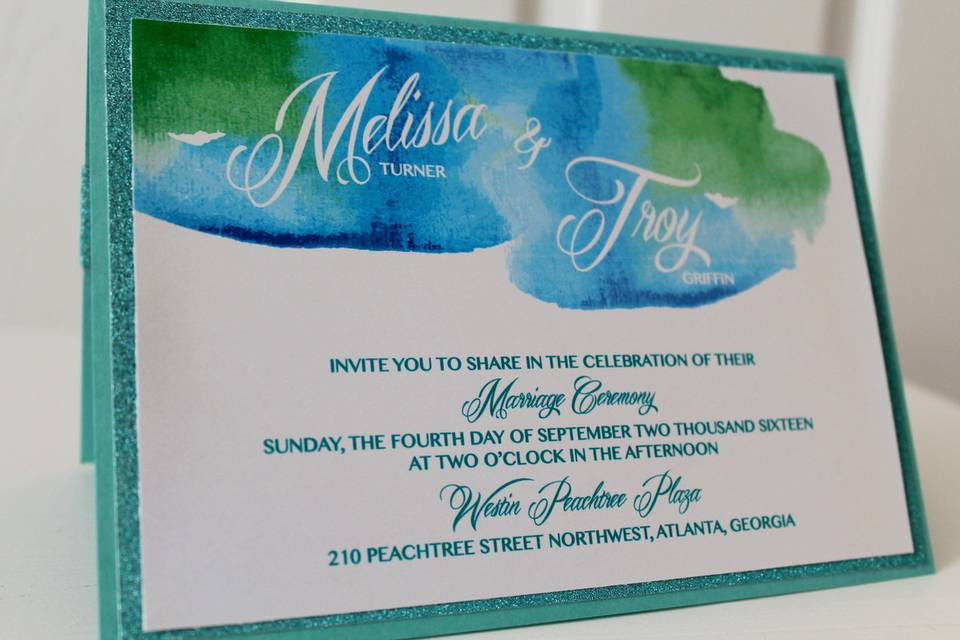 Melissa
TURNER
&
Troy
GRIFFIN
INVITE YOU TO SHARE IN THE CELEBRATION OF THEIR
Marriage Ceremony
SUNDAY, THE FOURTH DAY OF SEPTEMBER TWO THOUSAND SIXTEEN
AT TWO O'CLOCK IN THE AFTERNOON
Westin Peachtree Plaza
210 PEACHTREE STREET NORTHWEST, ATLANTA, GEORGIA